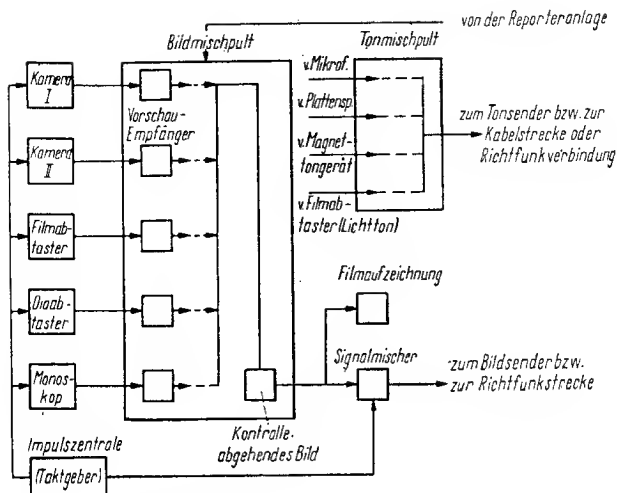 von der Reporteranlage
Bildmischpult
Tonmischpult
Kamera
I
v. Mikrof.
Vorschau-
Empfänger
v. Plattensp.
zum Tonsender bzw. zur
Kabelstrecke oder
Richtfunkverbindung
Kamera
II
v. Magnet-
tongerät
v. Filmab-
taster (Lichtton)
Filmab-
taster
Filmaufzeichnung
Diaab-
taster
Signalmischer
zum Bildsender bzw.
zur Richtfunkstrecke
Monos-
kop
Kontrolle.
abgehendes Bild
Impulszentrale
(Taktgeber)